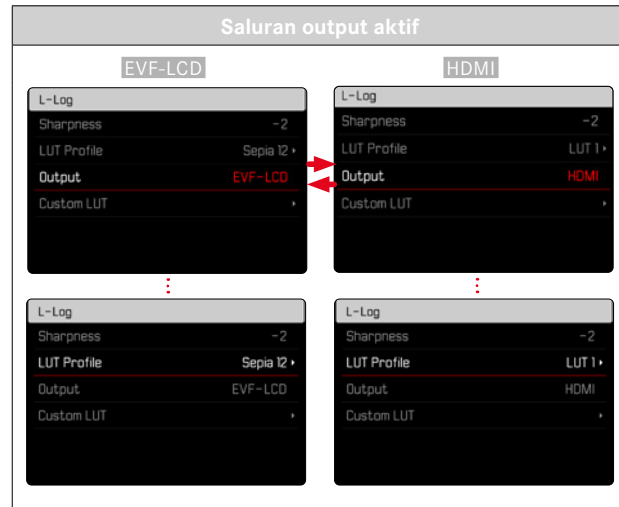 Saluran output aktif
EVF-LCD
L-Log
Sharpness -2
LUT Profile Sepia 12
Output EVF-LCD
Custom LUT
HDMI
L-Log
Sharpness -2
LUT Profile LUT 1
Output HDMI
Custom LUT
L-Log
Sharpness -2
LUT Profile Sepia 12
Output EVF-LCD
Custom LUT
L-Log
Sharpness -2
LUT Profile LUT 1
Output HDMI
Custom LUT